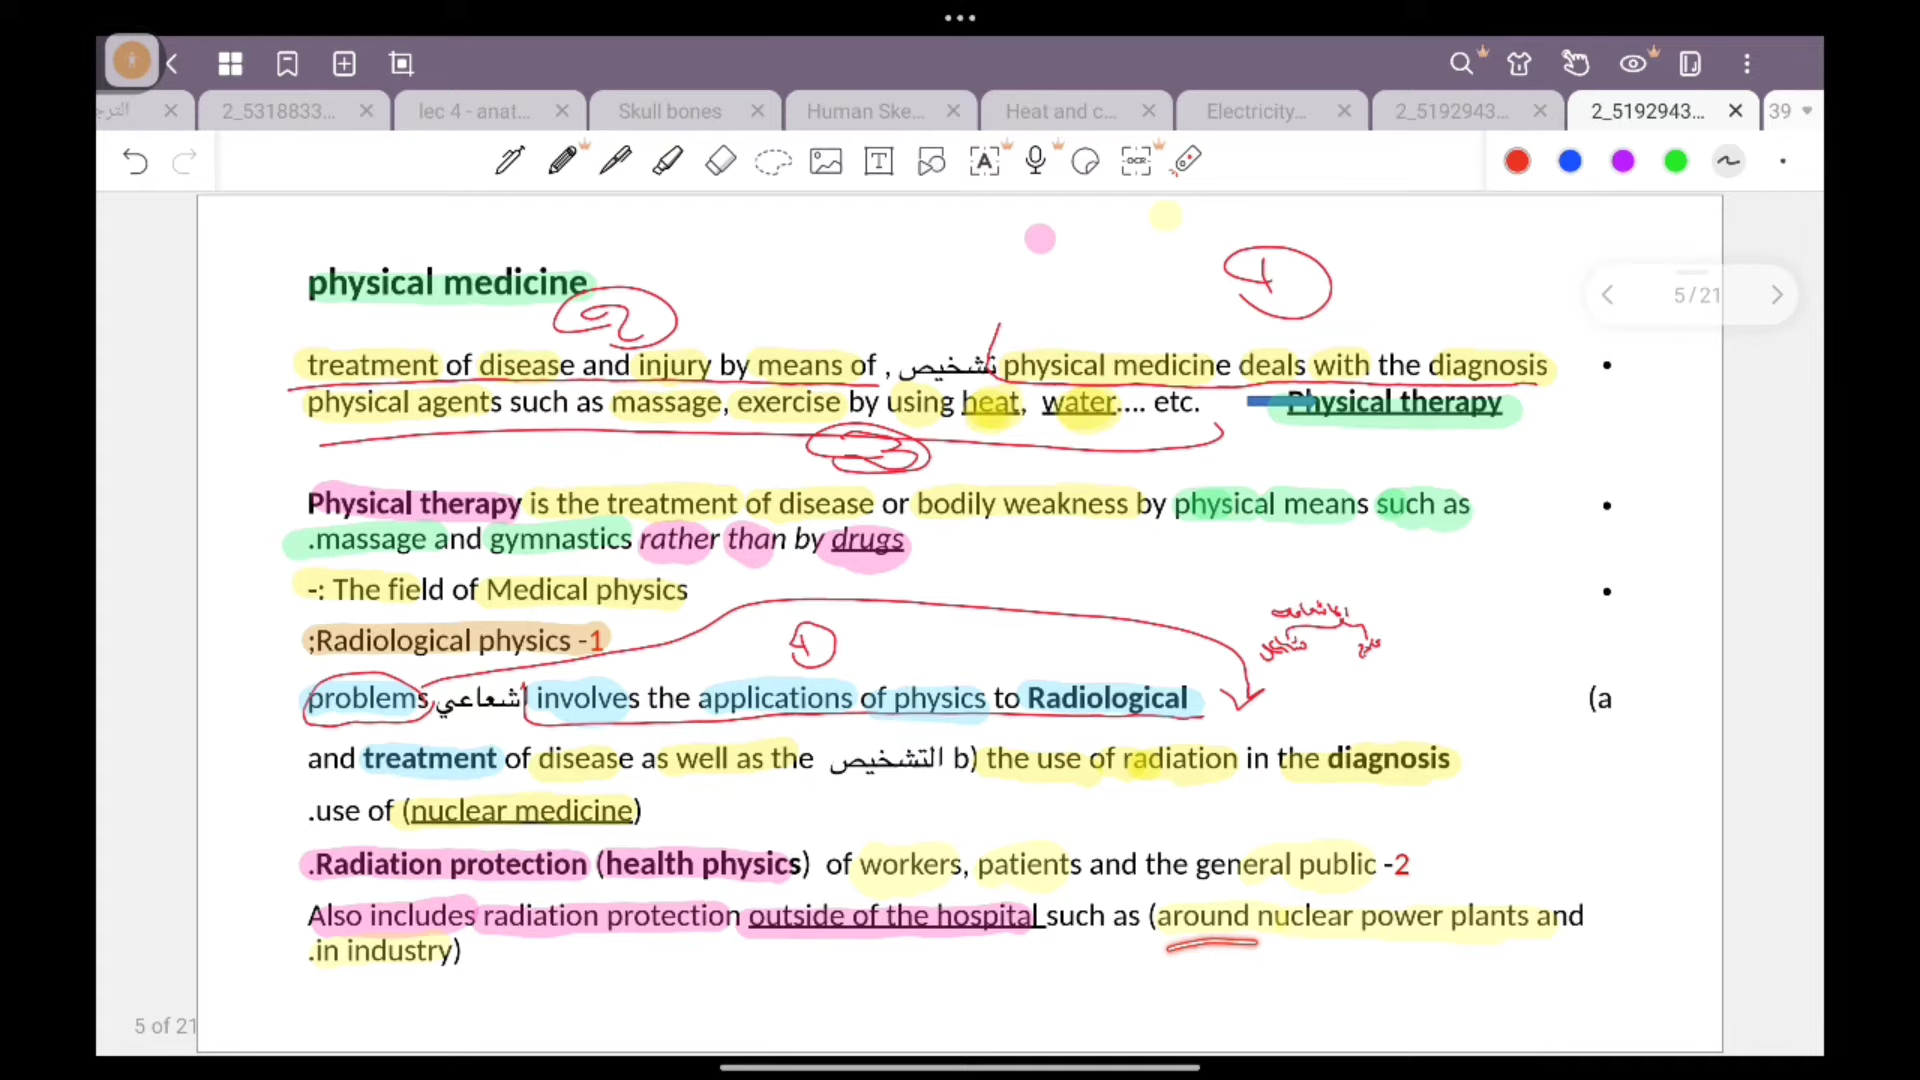 الترج
2_5318833...
lec 4 - anat...
Skull bones
Human Ske...
Heat and c...
Electricity...
2_5192943...
2_5192943...
39
T
A
OCR
physical medicine
1
5/21
2
treatment of disease and injury by means of , تشخيص physical medicine deals with the diagnosis •
physical agents such as massage, exercise by using heat, water.... etc. Physical therapy
3
Physical therapy is the treatment of disease or bodily weakness by physical means such as •
.massage and gymnastics rather than by drugs
-: The field of Medical physics •
;Radiological physics -1
1
problems,اشعاعي involves the applications of physics to Radiological (a
and treatment of disease as well as the التشخيص b) the use of radiation in the diagnosis
.use of (nuclear medicine)
.Radiation protection (health physics) of workers, patients and the general public -2
Also includes radiation protection outside of the hospital such as (around nuclear power plants and
.in industry)
5 of 21